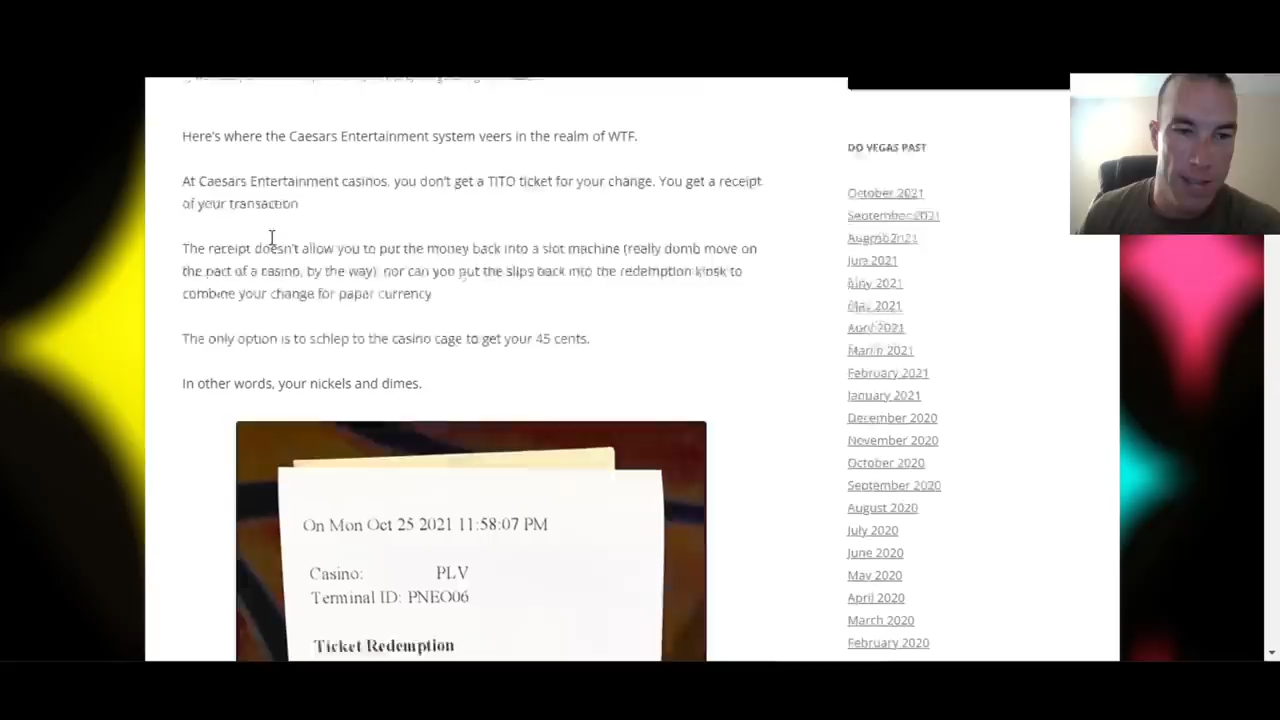 Here's where the Caesars Entertainment system veers in the realm of WTF.
At Caesars Entertainment casinos, you don't get a TITO ticket for your change. You get a receipt
of your transaction
The receipt doesn't allow you to put the money back into a slot machine (really dumb move on
the part of a casino, by the way) nor can you put the slips back into the redemption kiosk to
combine your change for paper currency
The only option is to schlep to the casino cage to get your 45 cents.
In other words, your nickels and dimes.
On Mon Oct 25 2021 11:58:07 PM
Casino: PLV
Terminal ID: PNEO06
Ticket Redemption
DO VEGAS PAST
October 2021
September 2021
August 2021
May 2021
April 2021
March 2021
February 2021
January 2021
December 2020
November 2020
October 2020
September 2020
August 2020
July 2020
June 2020
May 2020
April 2020
March 2020
February 2020